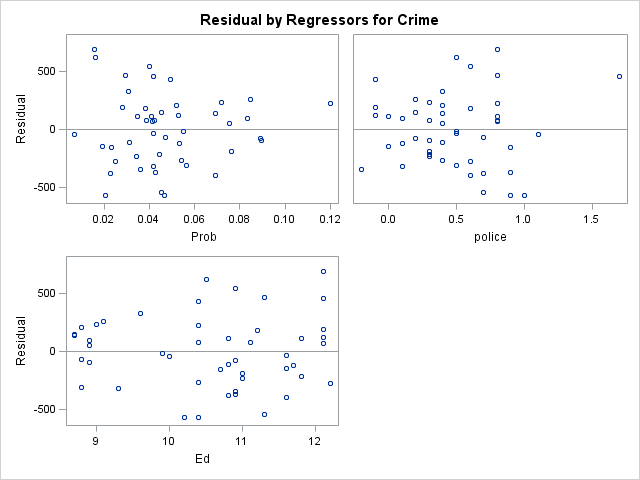 Residual by Regressors for Crime
Residual
500
0
-500
0.02 0.04 0.06 0.08 0.10 0.12
Prob
0.0 0.5 1.0 1.5
police
Residual
500
0
-500
9 10 11 12
Ed